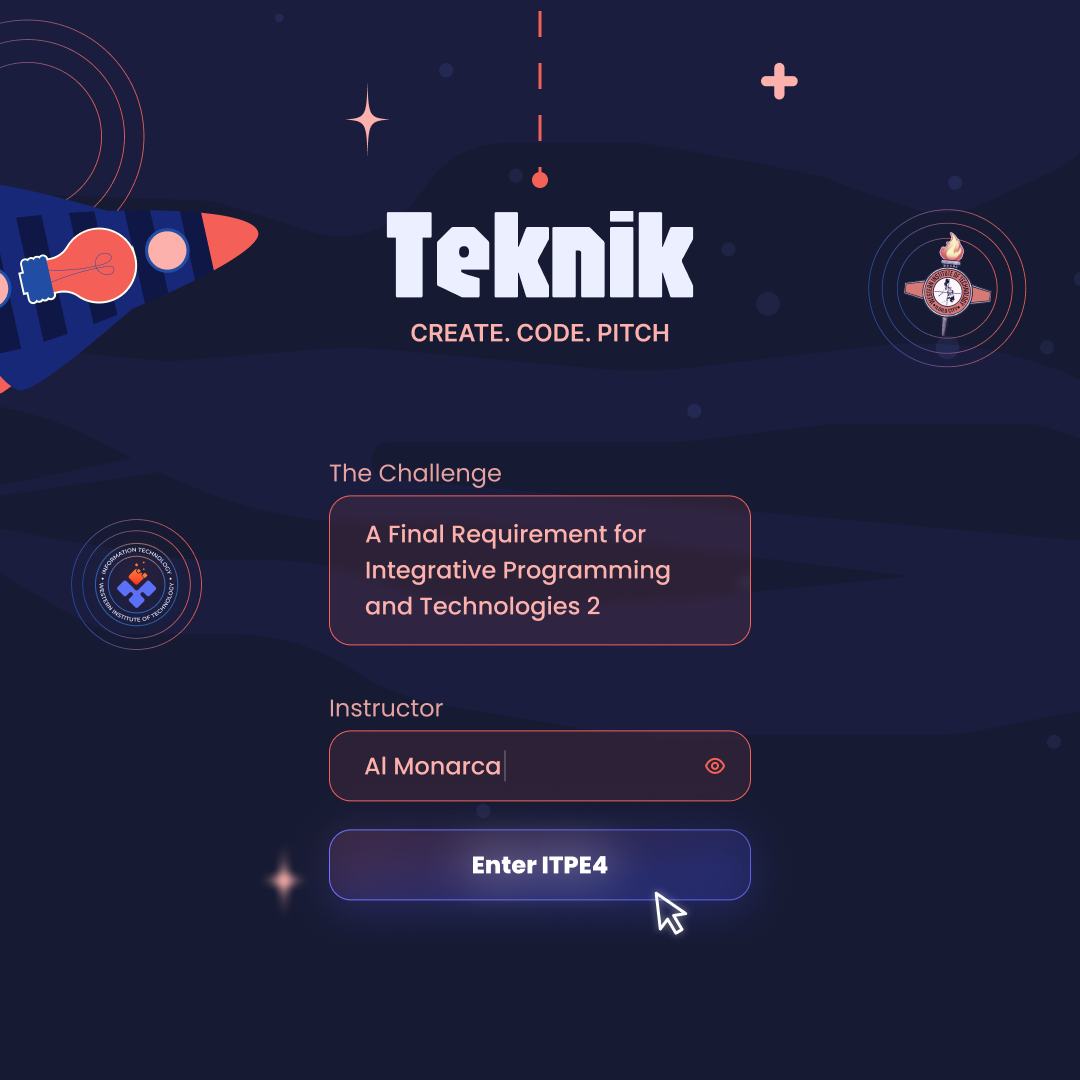 Teknik
CREATE. CODE. PITCH
The Challenge
A Final Requirement for
Integrative Programming
and Technologies 2
INFORMATION TECHNOLOGY
WESTERN INSTITUTE OF TECHNOLOGY
Instructor
Al Monarca
Enter ITPE4